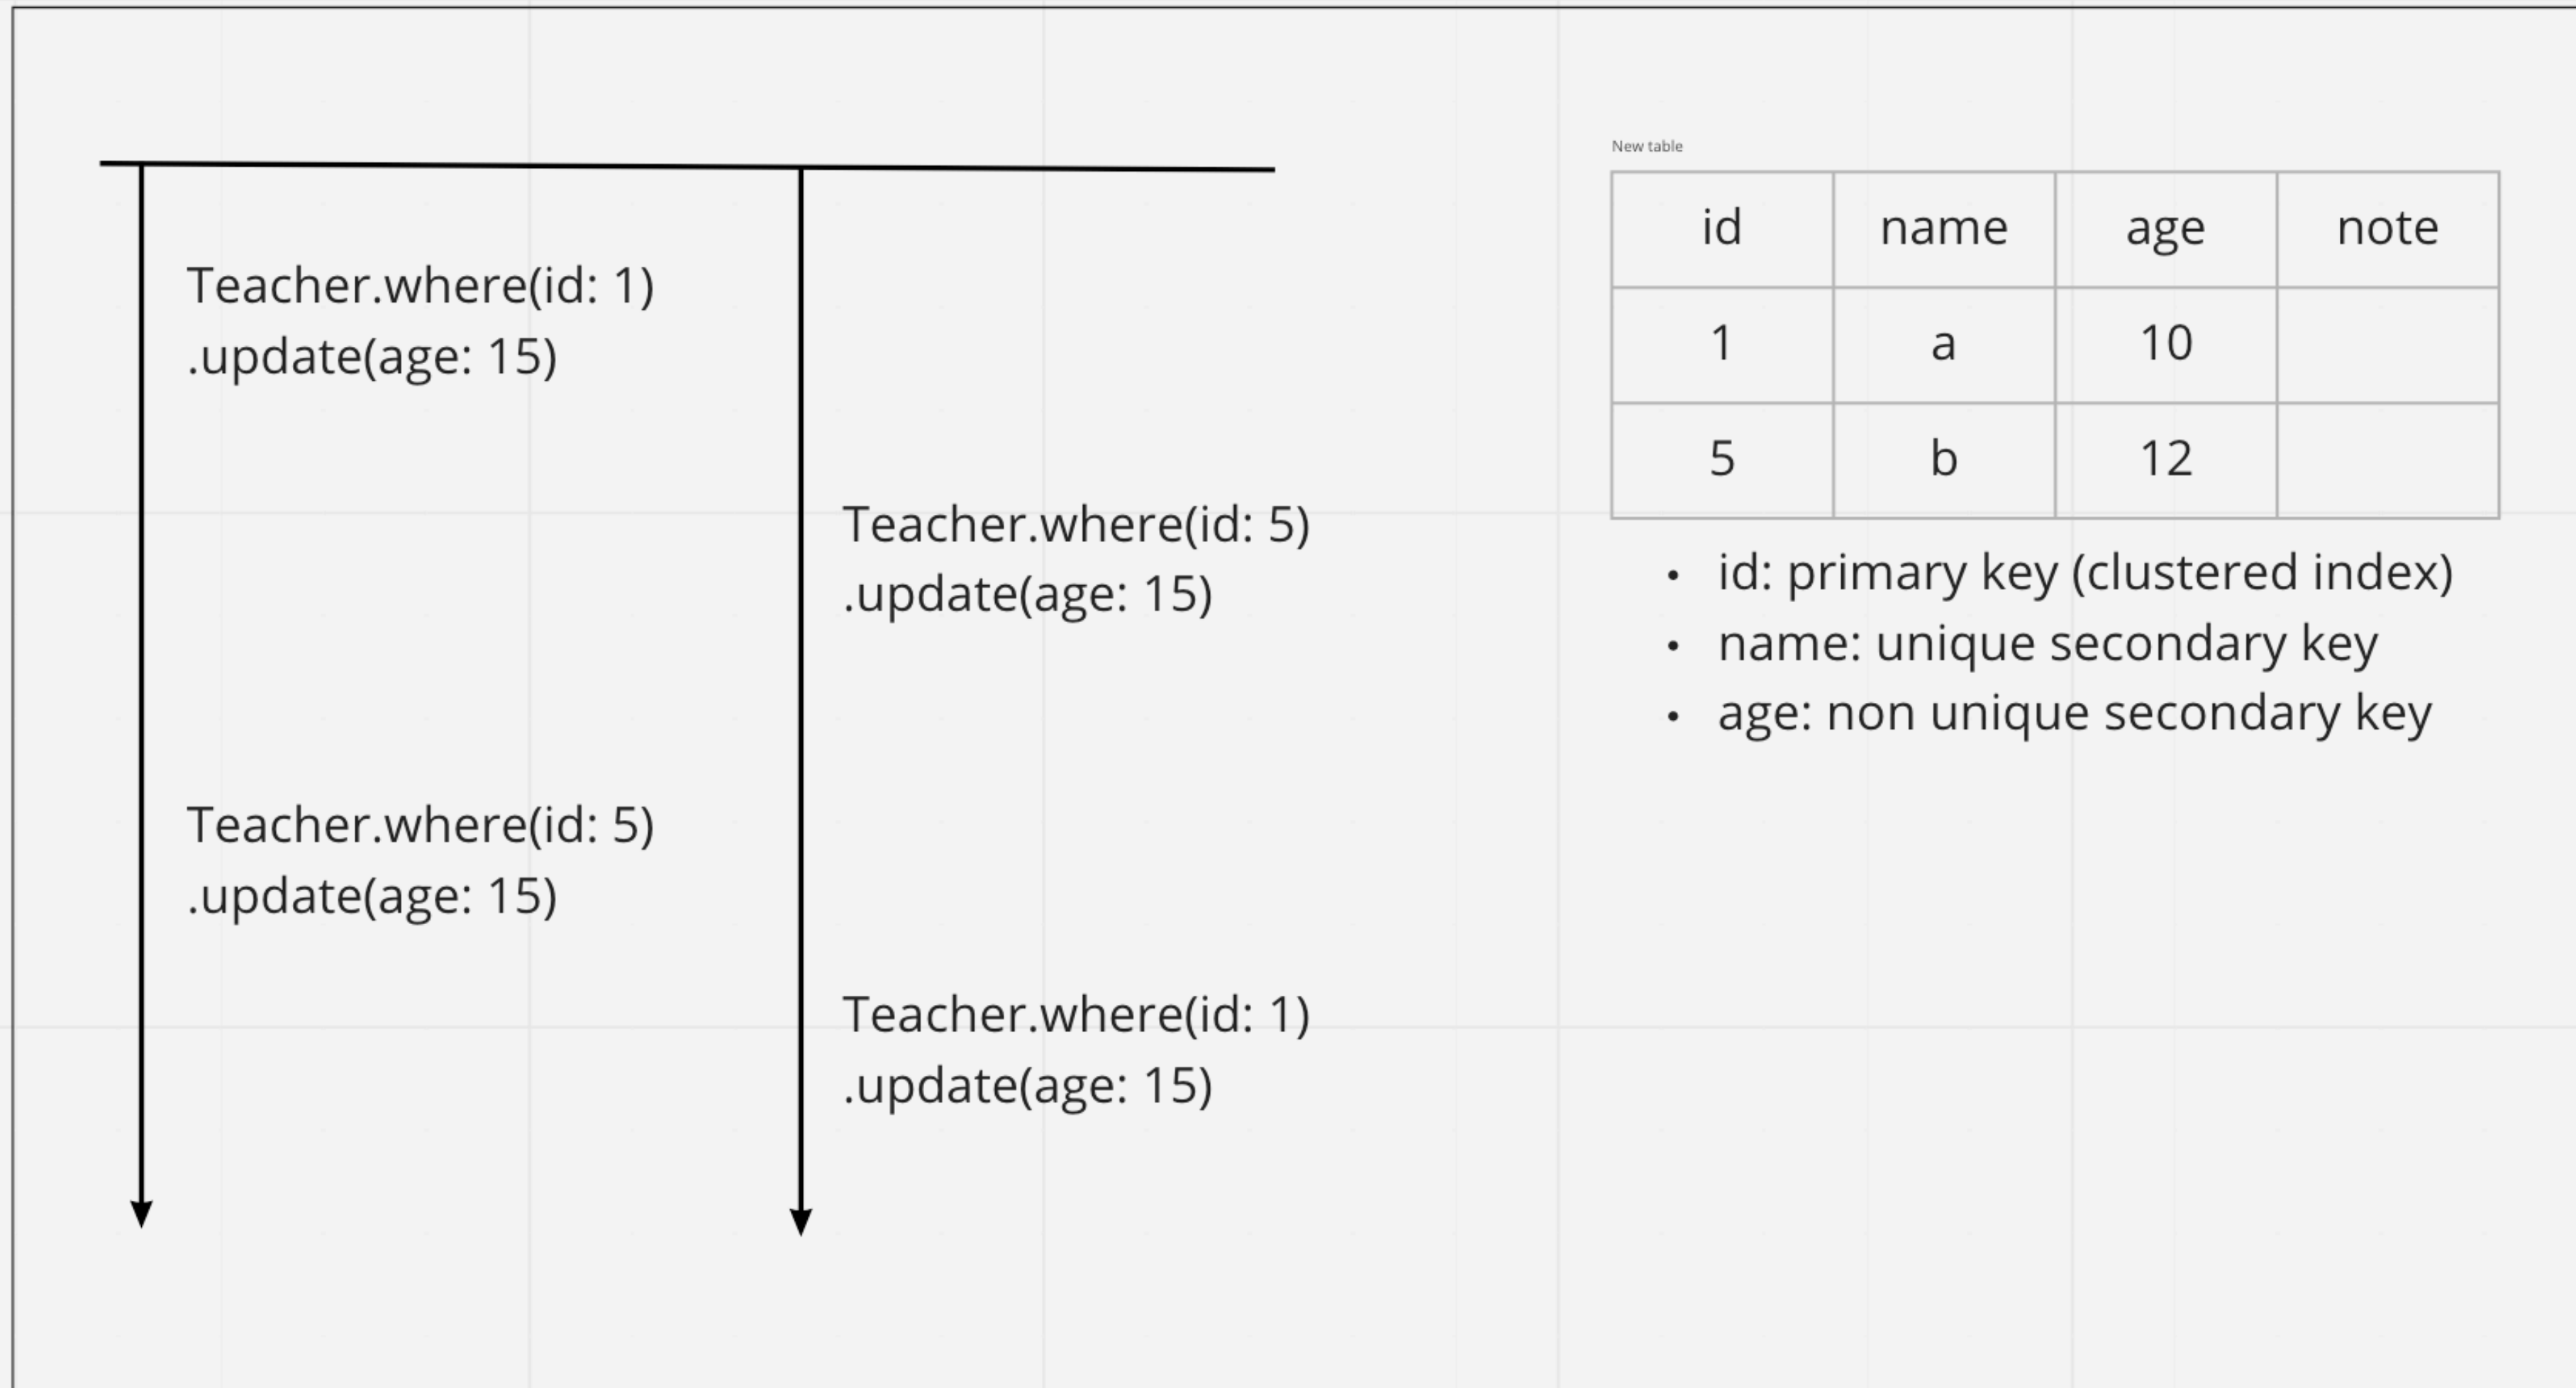 Teacher.where(id: 1)
.update(age: 15)
Teacher.where(id: 5)
.update(age: 15)
Teacher.where(id: 5)
.update(age: 15)
Teacher.where(id: 1)
.update(age: 15)
New table
id name age note
1 a 10
5 b 12
• id: primary key (clustered index)
• name: unique secondary key
• age: non unique secondary key